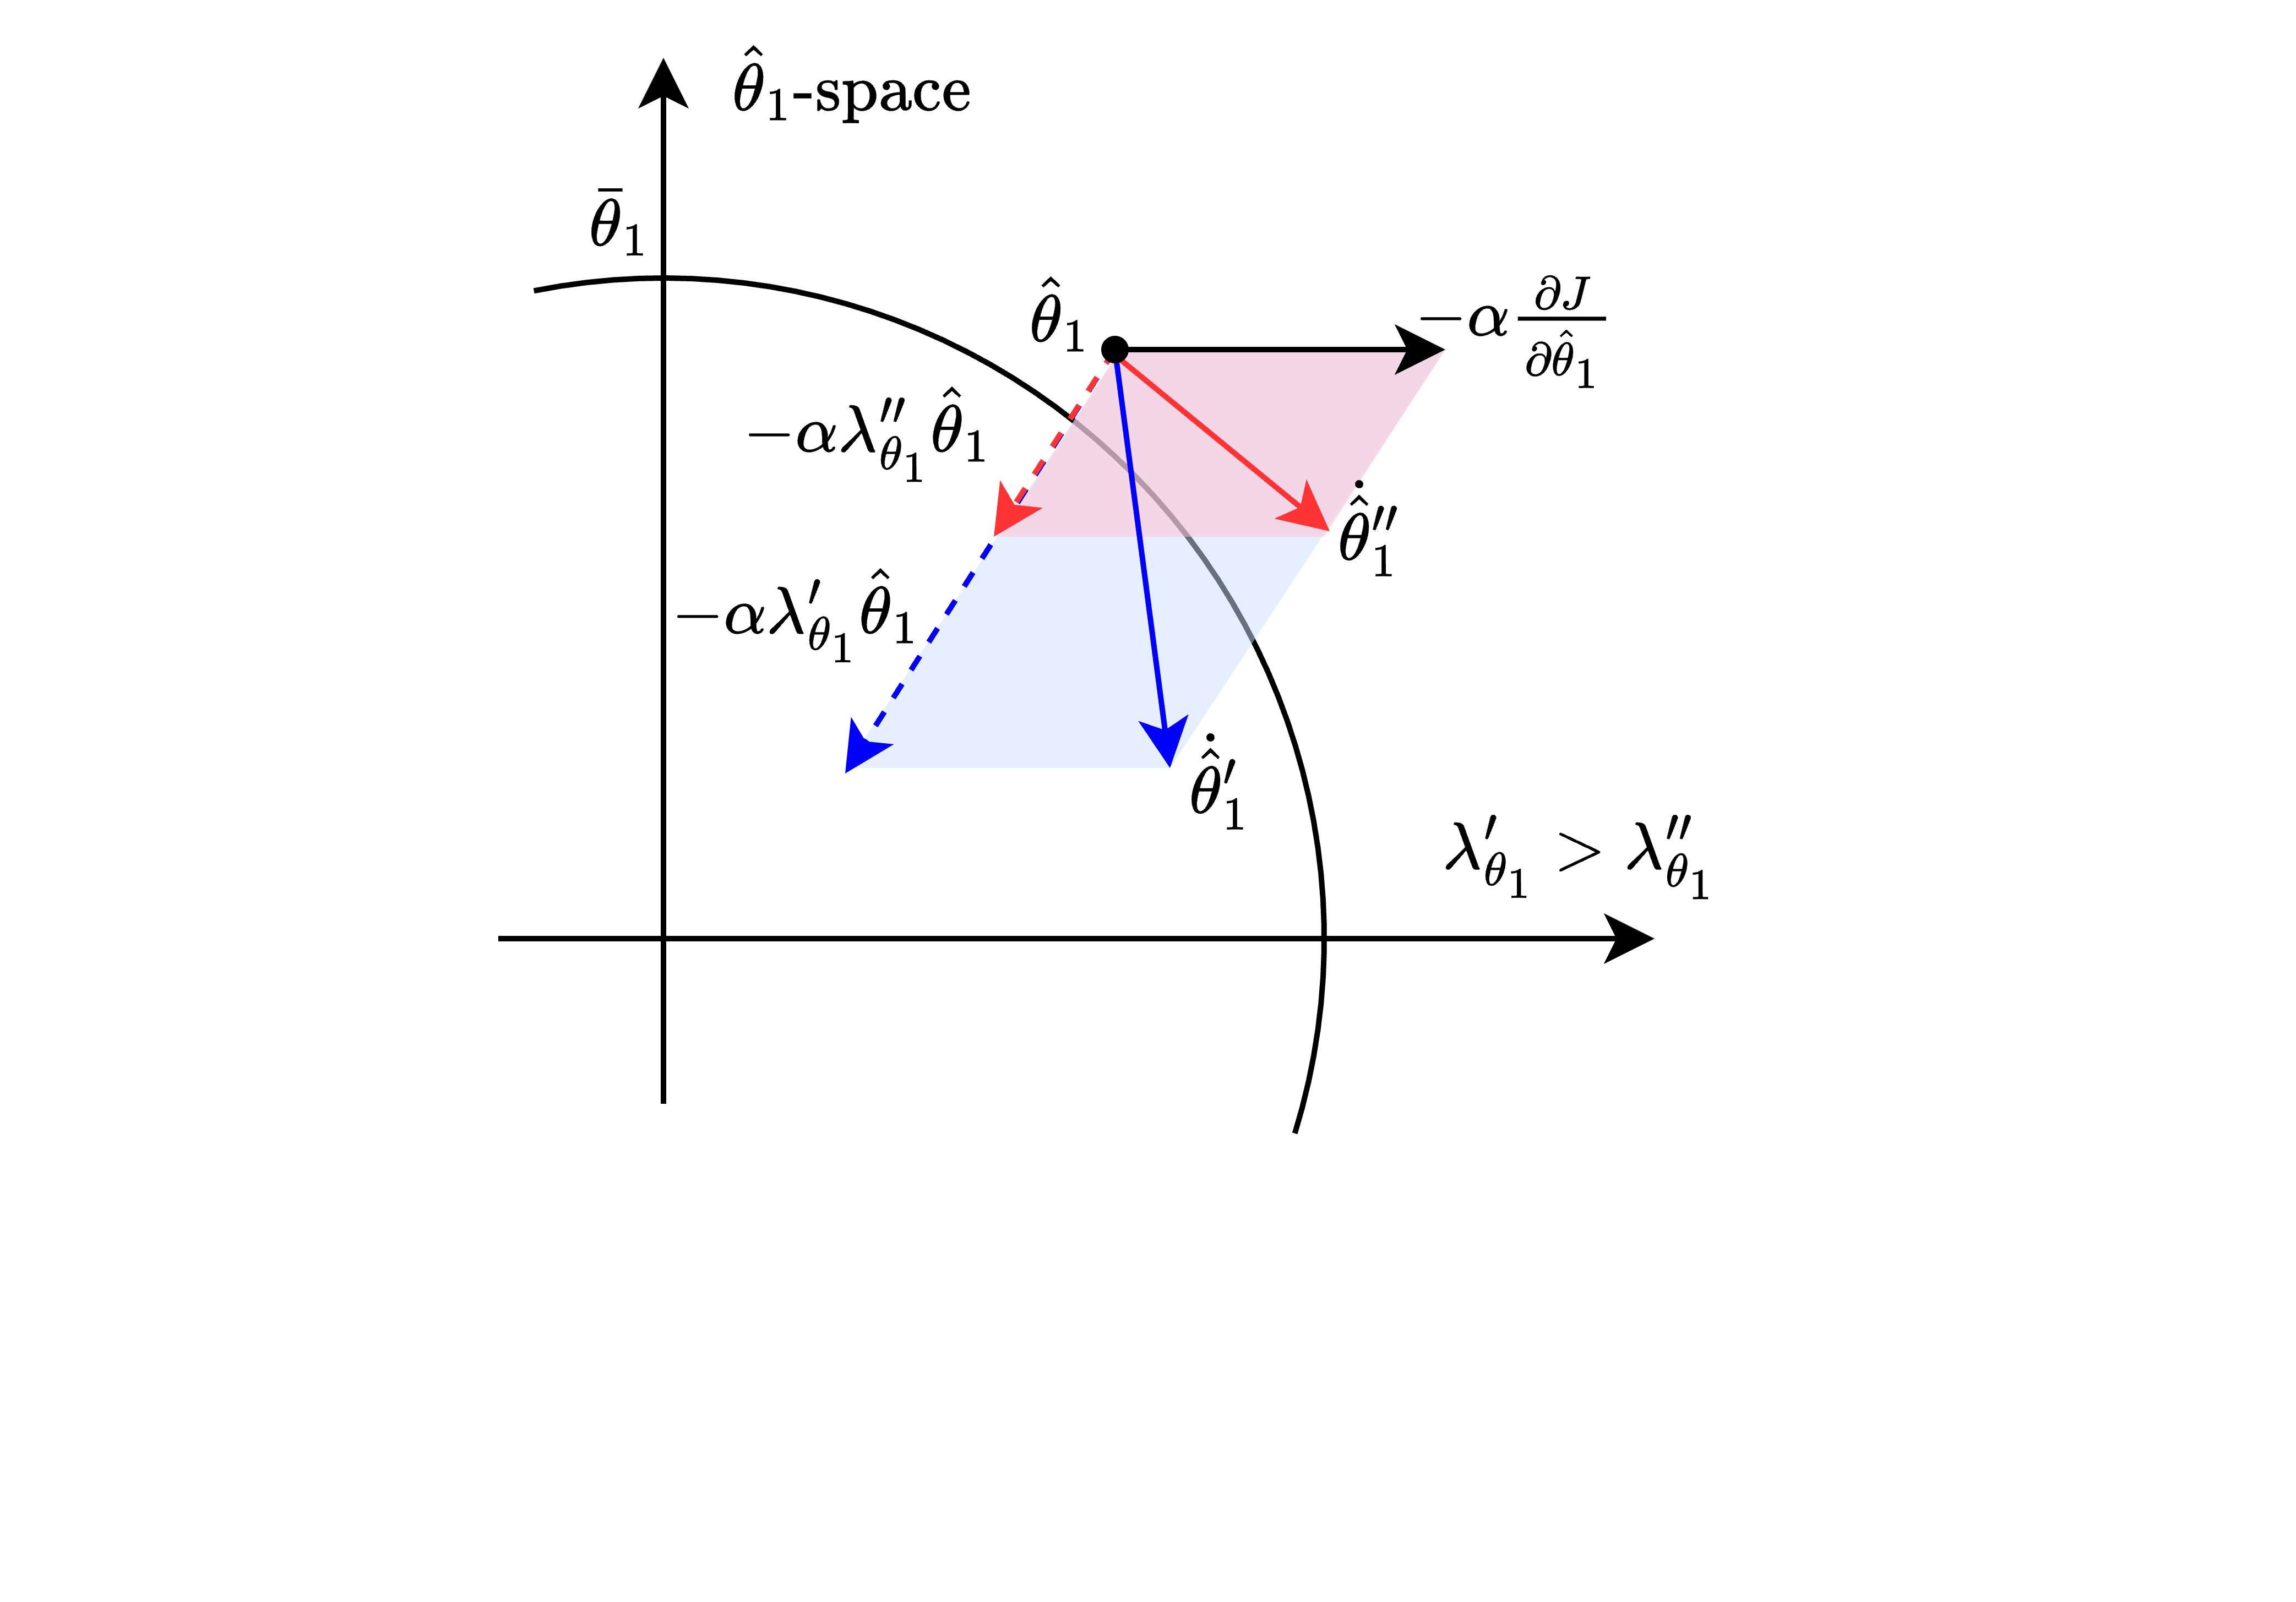 $\hat{\theta}_1$-space
$\bar{\theta}_1$
$\hat{\theta}_1$
$-\alpha \frac{\partial J}{\partial \hat{\theta}_1}$
$-\alpha \lambda''_{\theta_1} \hat{\theta}_1$
$\dot{\hat{\theta}}''_1$
$-\alpha \lambda'_{\theta_1} \hat{\theta}_1$
$\dot{\hat{\theta}}'_1$
$\lambda'_{\theta_1} > \lambda''_{\theta_1}$